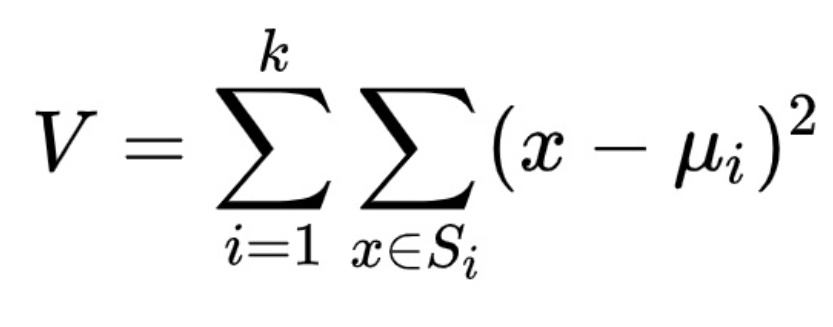 V = \sum_{i=1}^{k} \sum_{x \in S_i} (x - \mu_i)^2